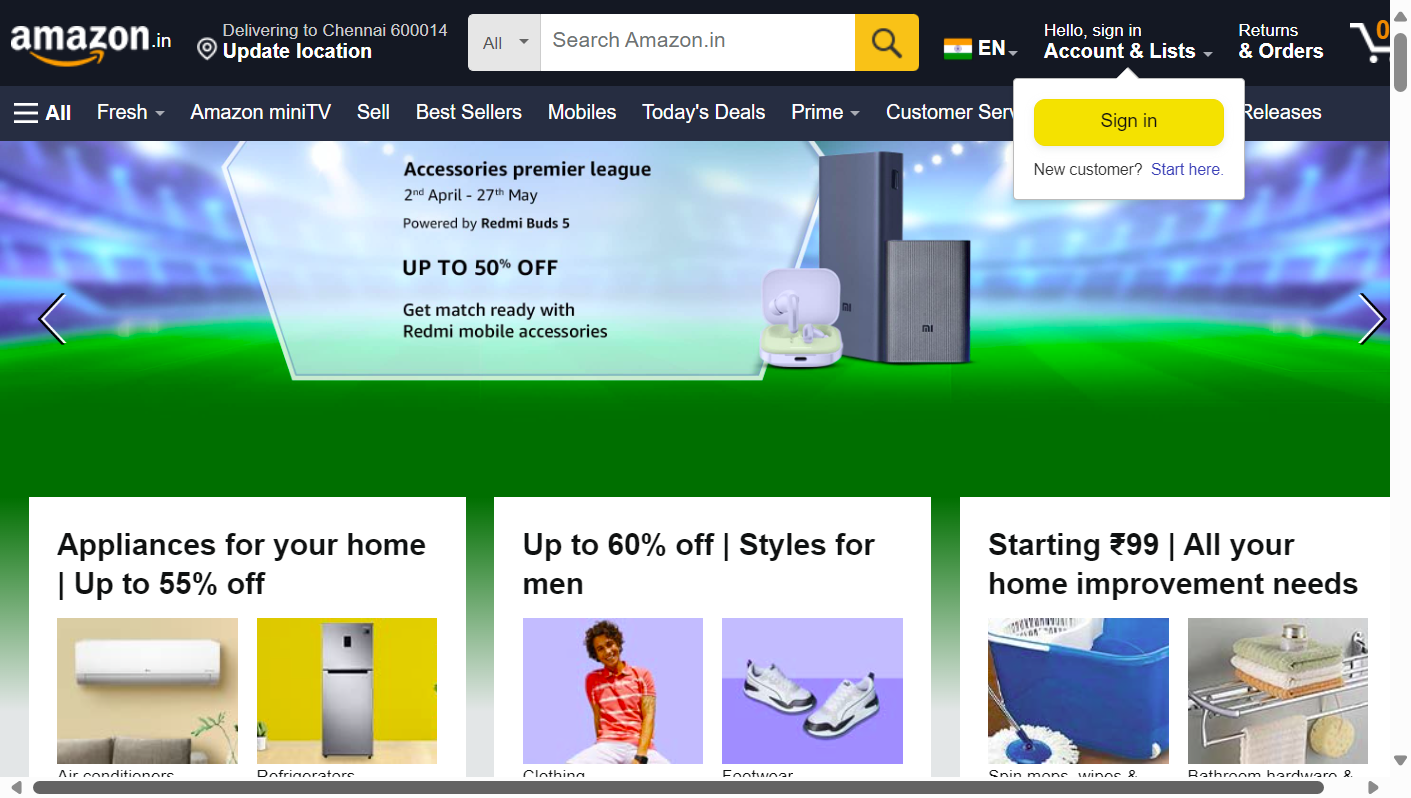 amazon.in
Delivering to Chennai 600014
Update location
All
Search Amazon.in
EN
Hello, sign in
Account & Lists
Returns
& Orders
0
All
Fresh
Amazon miniTV
Sell
Best Sellers
Mobiles
Today's Deals
Prime
Customer
Releases
Sign in
New customer? Start here.
Accessories premier league
2nd April - 27th May
Powered by Redmi Buds 5
UP TO 50% OFF
Get match ready with
Redmi mobile accessories
MI
MI
Appliances for your home
| Up to 55% off
Up to 60% off | Styles for
men
Starting ₹99 | All your
home improvement needs
Air conditioners
Refrigerators
Clothing
Footwear
Spin mops, wipes &
Bathroom hardware &